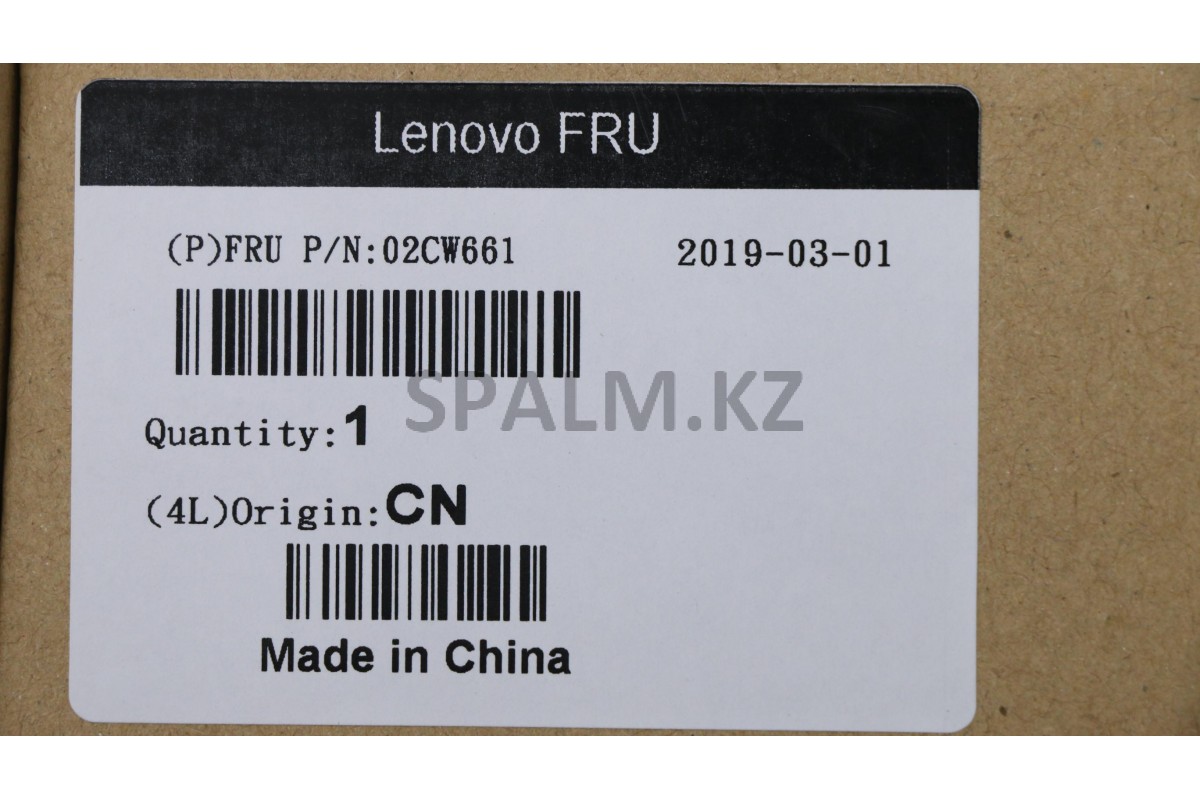 Lenovo FRU
(P)FRU P/N:02CW661 2019-03-01
SPALM.KZ
Quantity:1
(4L)Origin:CN
Made in China